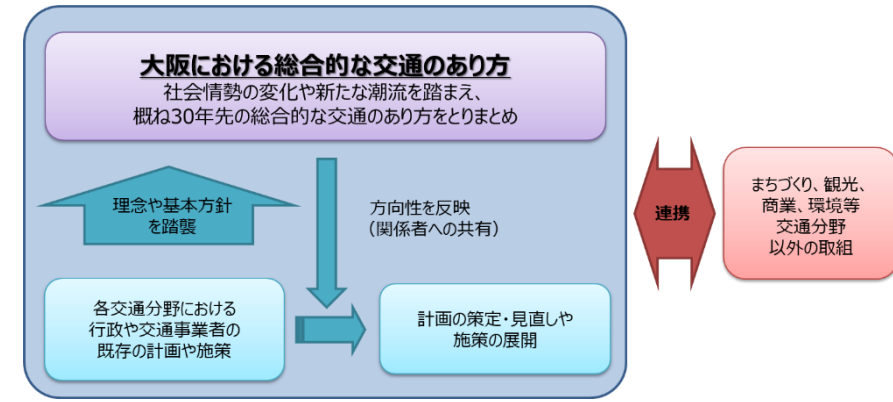 大阪における総合的な交通のあり方
社会情勢の変化や新たな潮流を踏まえ、
概ね30年先の総合的な交通のあり方をとりまとめ
理念や基本方針
を踏襲
方向性を反映
（関係者への共有）
各交通分野における
行政や交通事業者の
既存の計画や施策
計画の策定・見直しや
施策の展開
連携
まちづくり、観光、
商業、環境等
交通分野
以外の取組